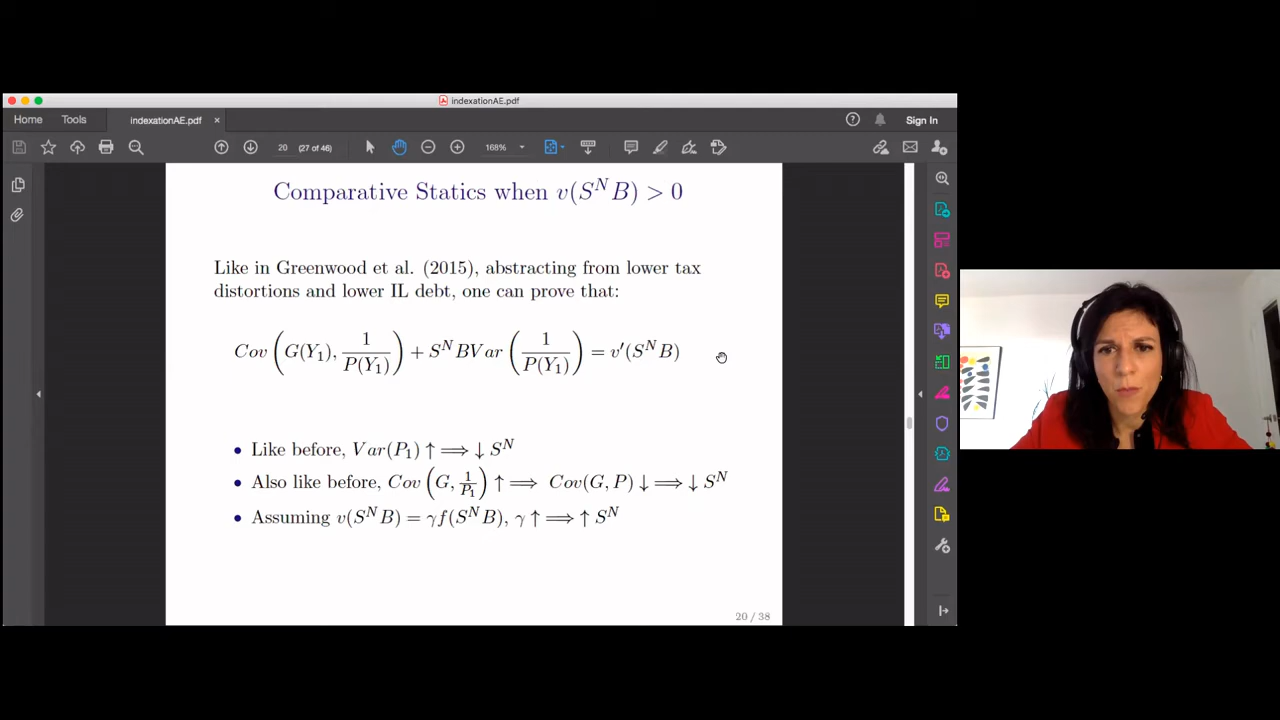 indexationAE.pdf
Home Tools indexationAE.pdf × Sign In
20 (27 of 46) 168%
Comparative Statics when v(S^N B) > 0
Like in Greenwood et al. (2015), abstracting from lower tax
distortions and lower IL debt, one can prove that:
Cov(G(Y_1), 1/P(Y_1)) + S^N BVar(1/P(Y_1)) = v′(S^N B)
• Like before, Var(P_1) ↑ ⟹ ↓ S^N
• Also like before, Cov(G, 1/P_1) ↑ ⟹ Cov(G, P) ↓ ⟹ ↓ S^N
• Assuming v(S^N B) = γf(S^N B), γ ↑ ⟹ ↑ S^N
20 / 38